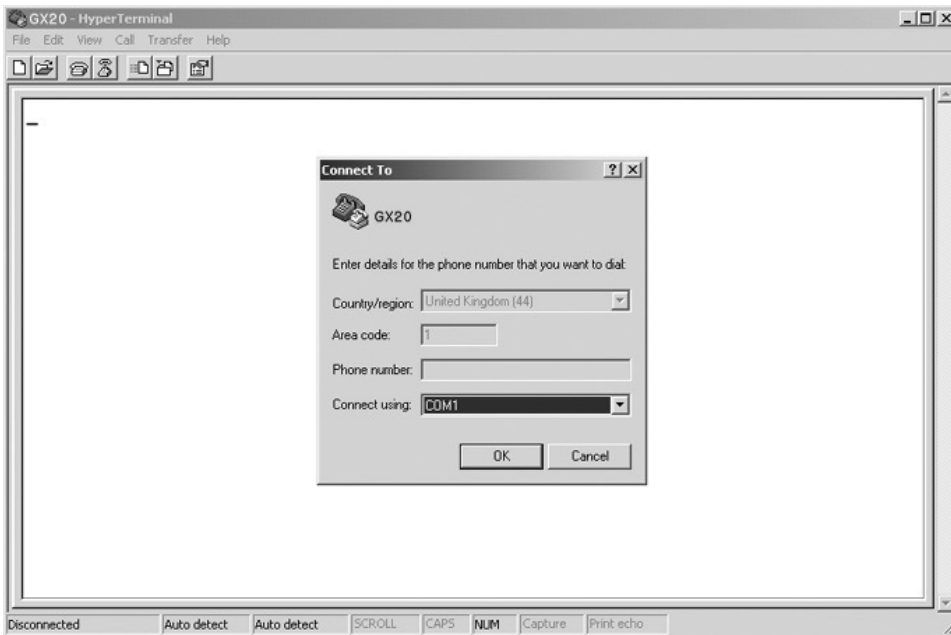 GX20 - HyperTerminal
File Edit View Call Transfer Help
Connect To
GX20
Enter details for the phone number that you want to dial:
Country/region: United Kingdom (44)
Area code: 1
Phone number:
Connect using: COM1
OK Cancel
Disconnected Auto detect Auto detect SCROLL CAPS NUM Capture Print echo